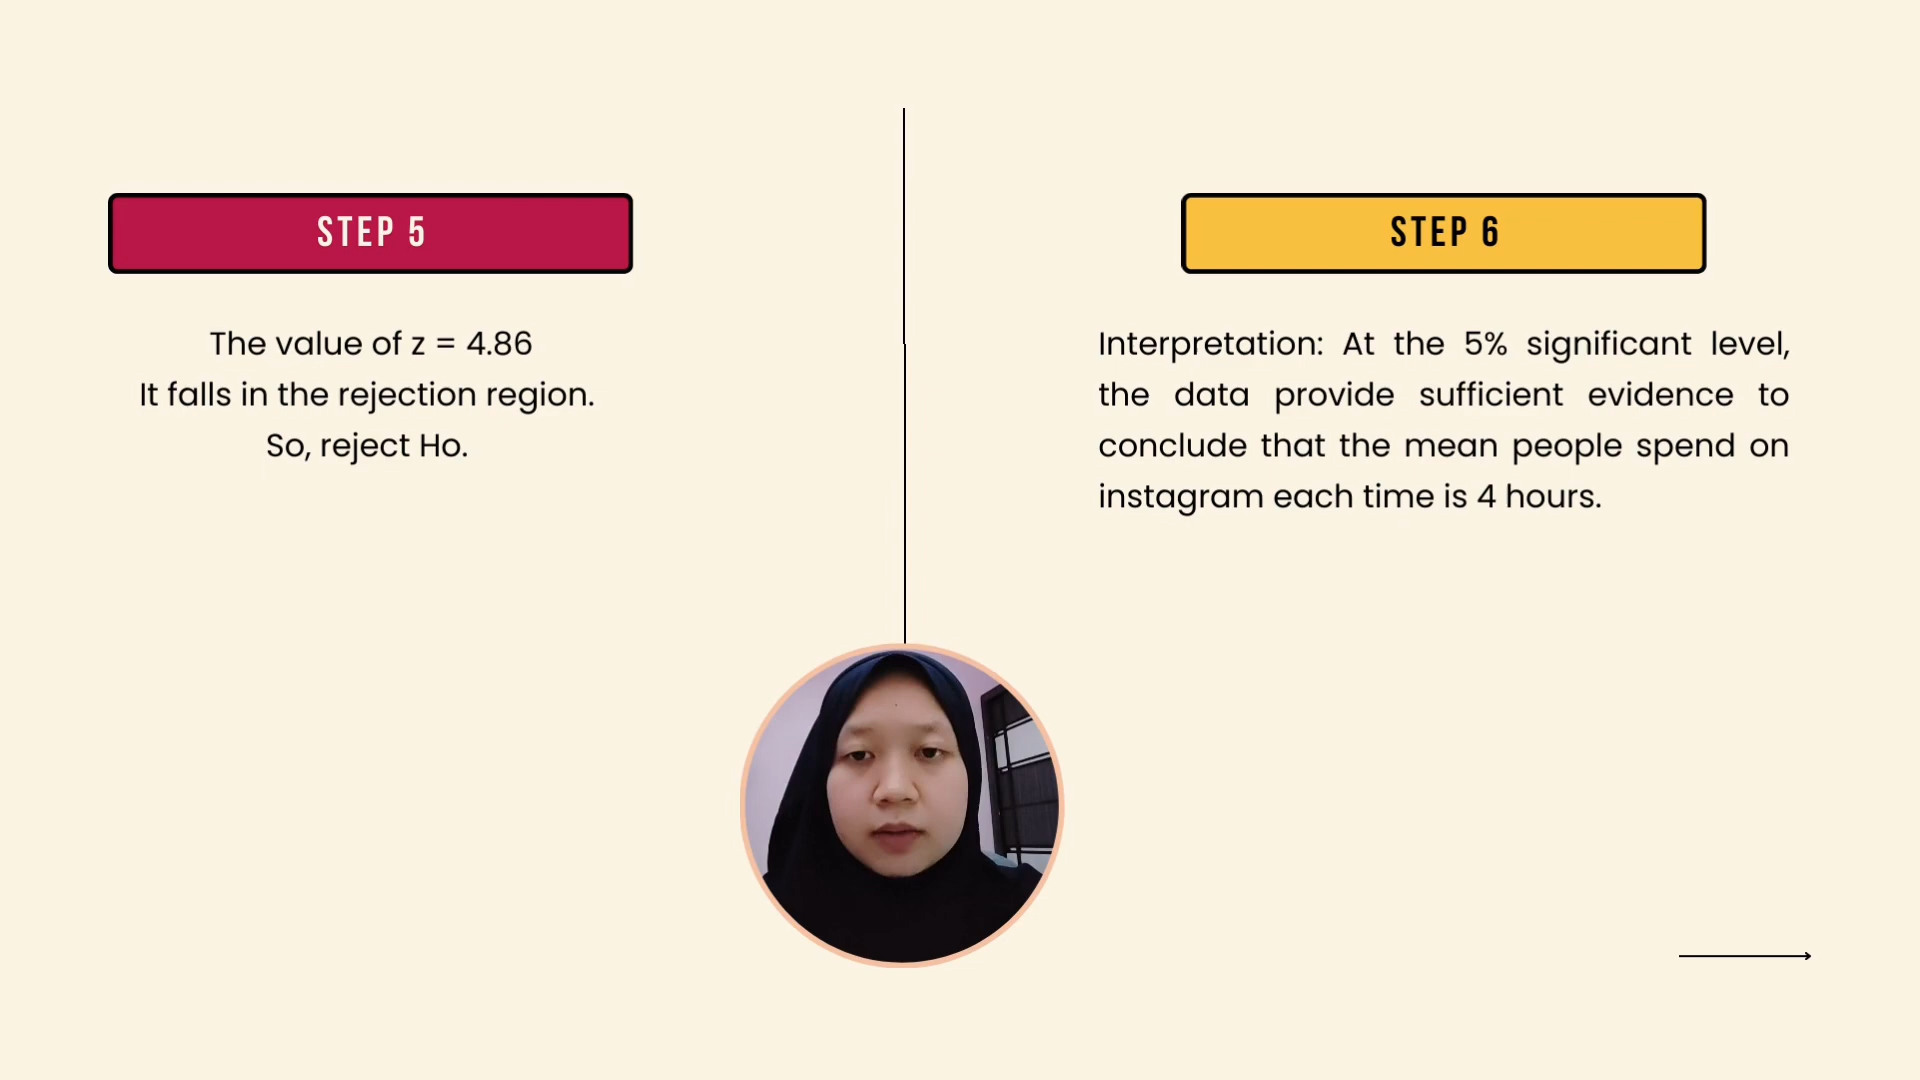 STEP 5
The value of z = 4.86
It falls in the rejection region.
So, reject Ho.
STEP 6
Interpretation: At the 5% significant level,
the data provide sufficient evidence to
conclude that the mean people spend on
instagram each time is 4 hours.